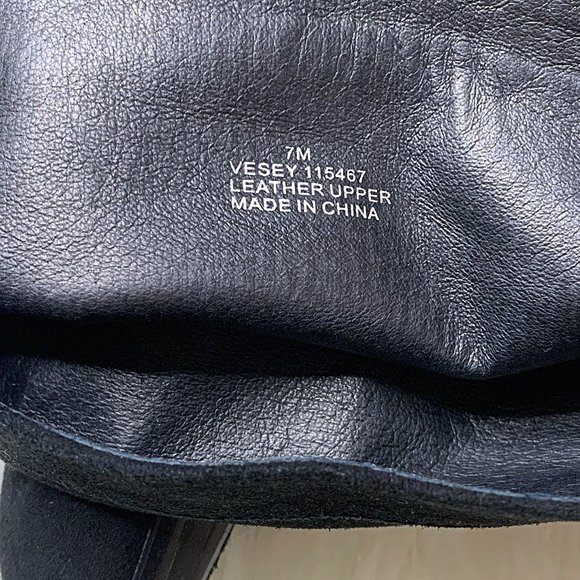 7M
VESEY 115467
LEATHER UPPER
MADE IN CHINA